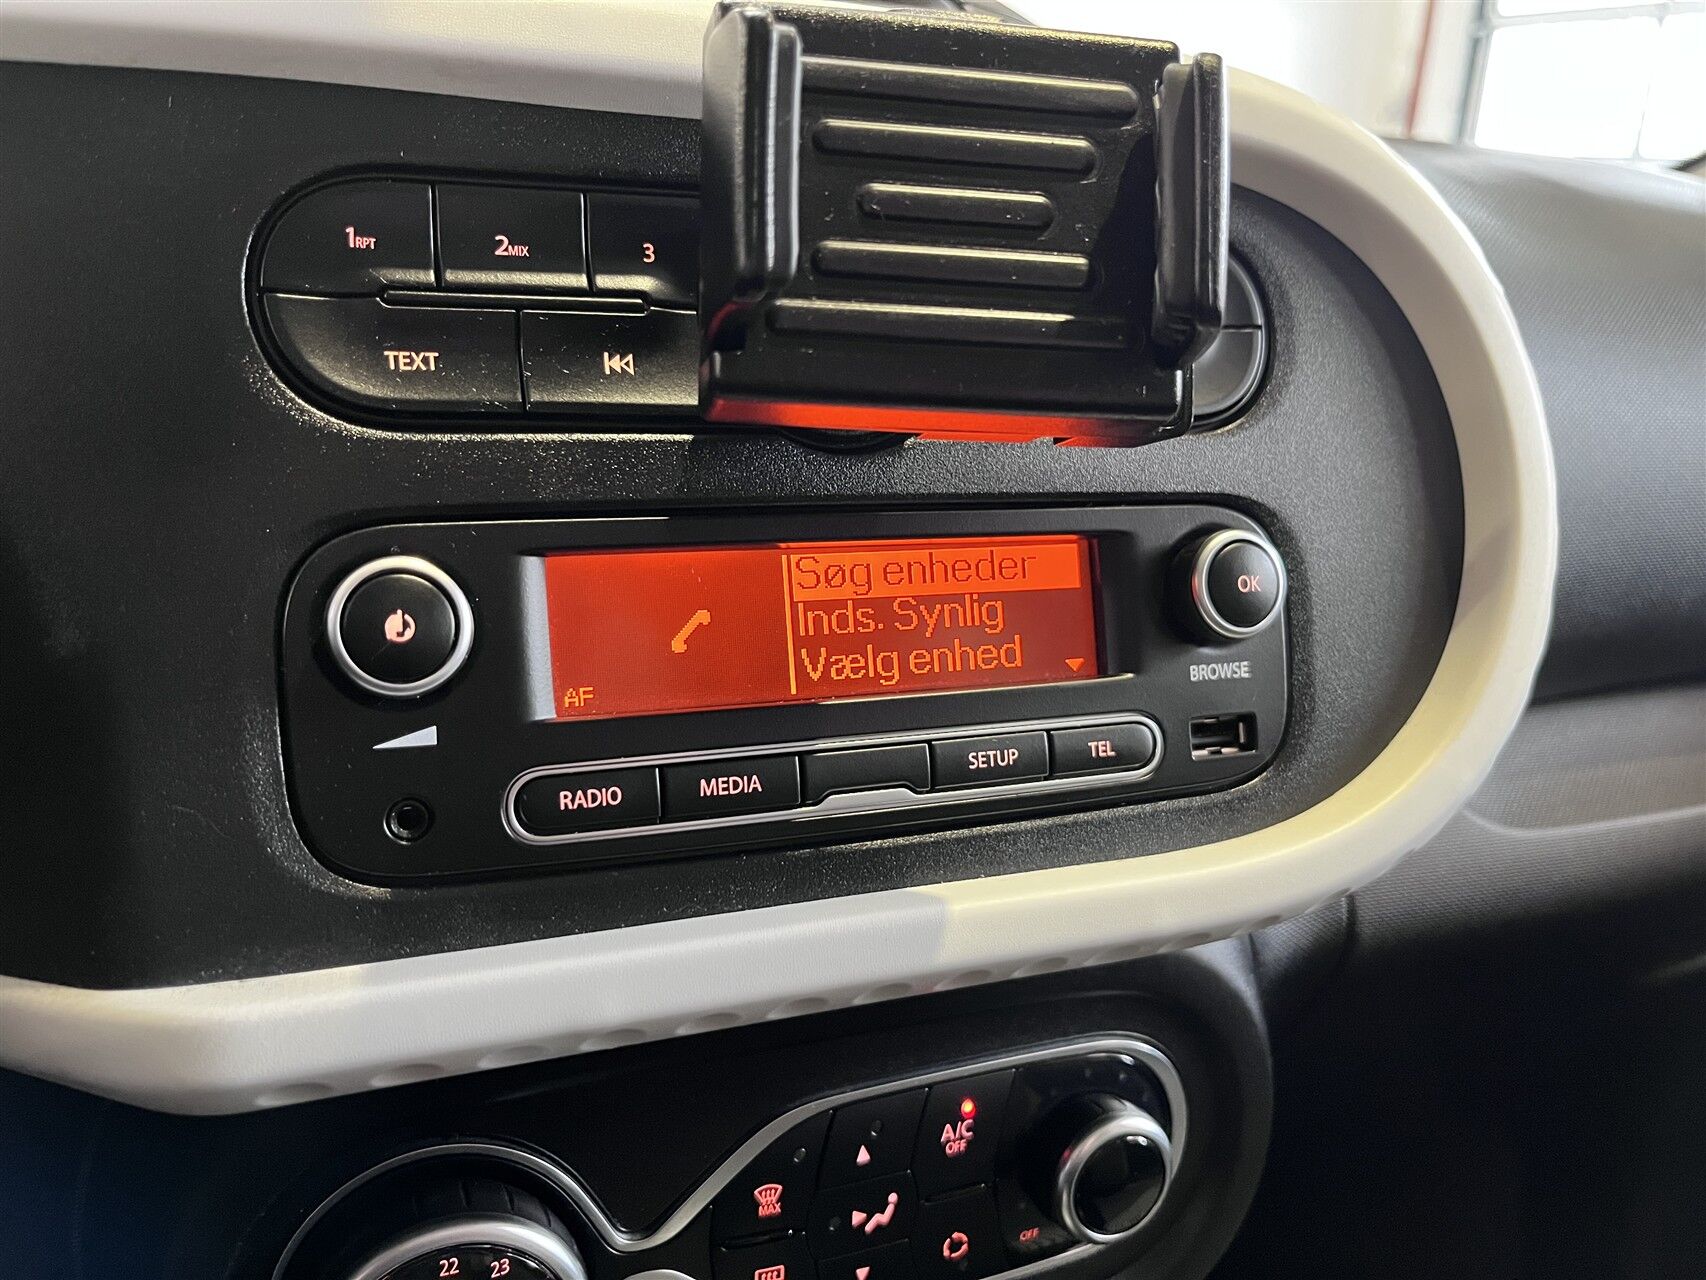 1RPT
2MIX
3
TEXT
Søg enheder
Inds. Synlig
Vælg enhed
AF
OK
BROWSE
RADIO
MEDIA
SETUP
TEL
A/C
OFF
MAX
OFF
22
23